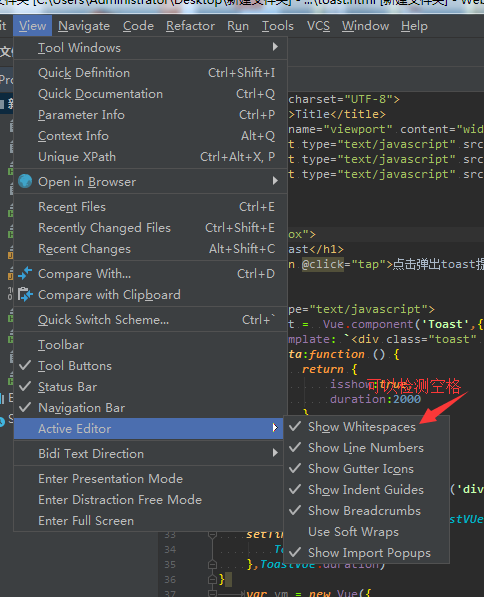 [C:\Users\Administrator\Desktop\新建文件夹] - ...\toast.html [新建文件夹] - Web
it View Navigate Code Refactor Run Tools VCS Window Help
Tool Windows
Quick Definition Ctrl+Shift+I
Quick Documentation Ctrl+Q
Parameter Info Ctrl+P
Context Info Alt+Q
Unique XPath Ctrl+Alt+X, P
Open in Browser
Recent Files Ctrl+E
Recently Changed Files Ctrl+Shift+E
Recent Changes Alt+Shift+C
Compare With... Ctrl+D
Compare with Clipboard
Quick Switch Scheme... Ctrl+`
Toolbar
Tool Buttons
Status Bar
Navigation Bar
Active Editor
Bidi Text Direction
Enter Presentation Mode
Enter Distraction Free Mode
Enter Full Screen
charset="UTF-8">
>Title</title>
name="viewport" content="wid
t type="text/javascript" src
t type="text/javascript" src
t type="text/javascript" src
ox">
ast</h1>
n @click="tap">点击弹出toast提
pe="text/javascript">
t = Vue.component('Toast',{
mplate: `<div class="toast"
ta:function () {
return {
isshow:true,
duration:2000
}
可以检测空格
Show Whitespaces
Show Line Numbers
Show Gutter Icons
Show Indent Guides
Show Breadcrumbs
Use Soft Wraps
Show Import Popups
('div
astVUe
33
34
35 },ToastVue.duration)
36 }
37 var vm = new Vue({